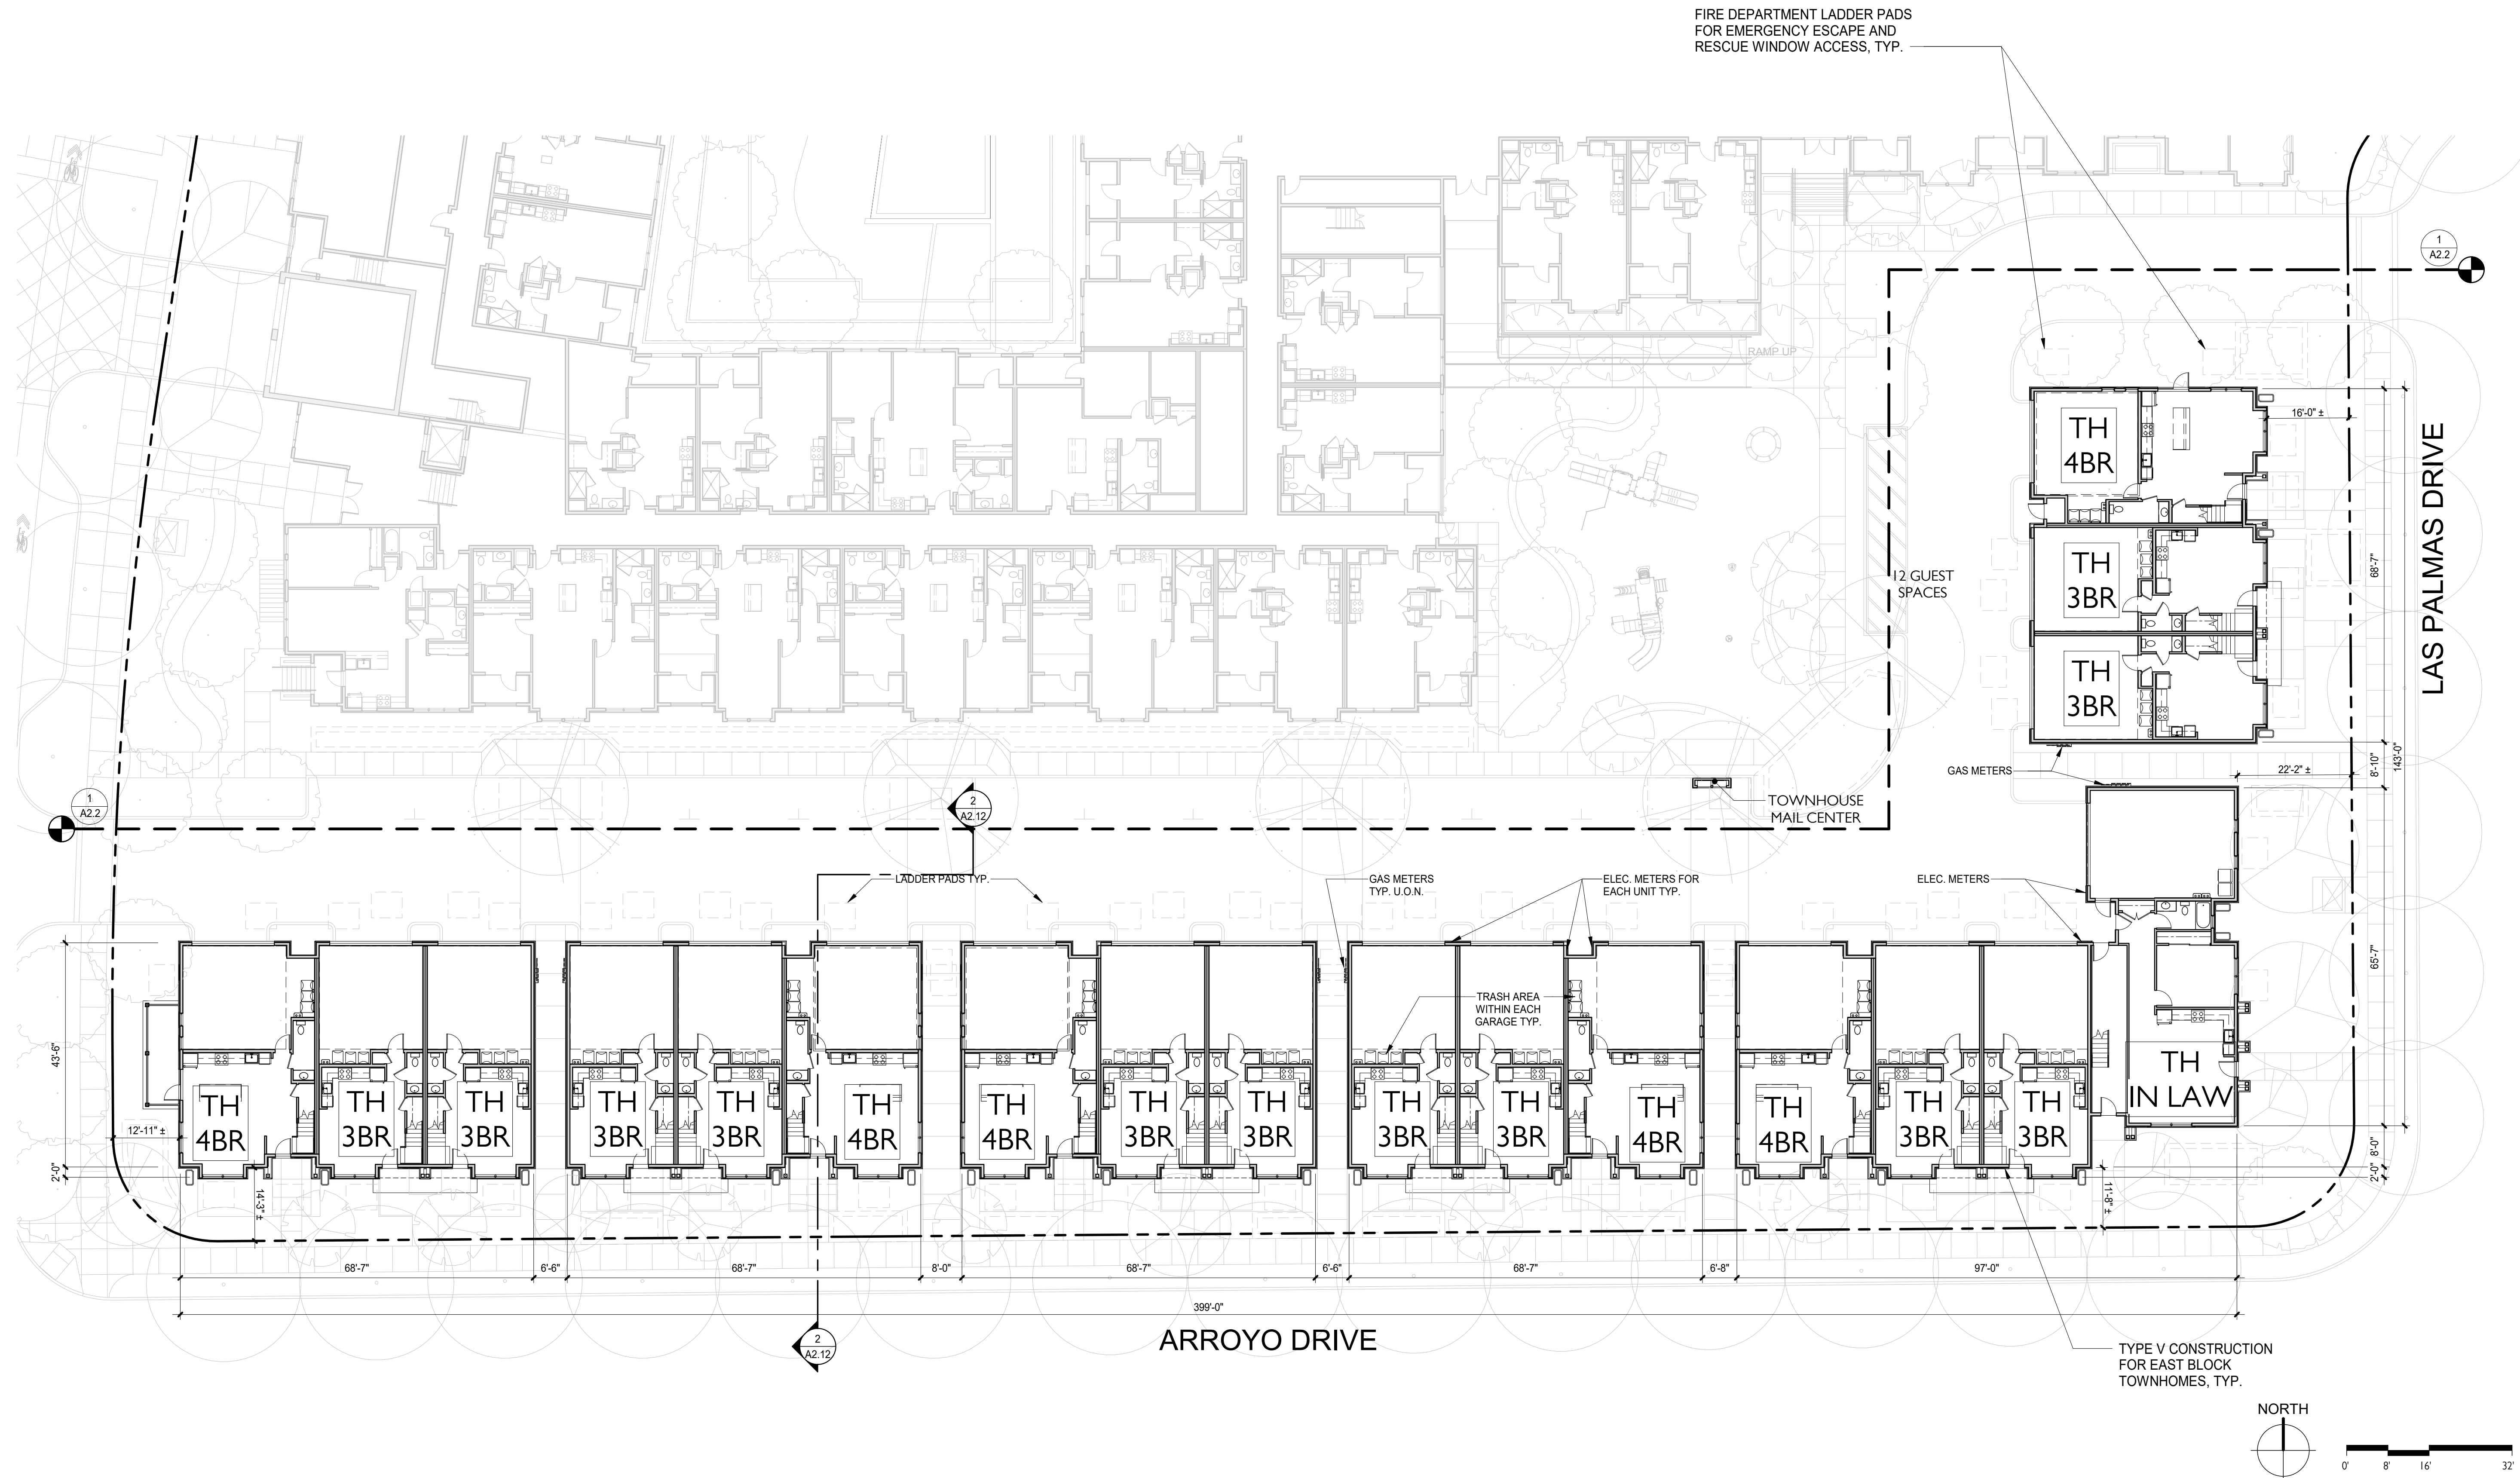 FIRE DEPARTMENT LADDER PADS
FOR EMERGENCY ESCAPE AND
RESCUE WINDOW ACCESS, TYP.
1
A2.2
RAMP UP
16'-0" ±
TH
4BR
LAS PALMAS DRIVE
68'-7"
12 GUEST
SPACES
TH
3BR
TH
3BR
8'-10"
143'-0"
GAS METERS
22'-2" ±
1
A2.2
2
A2.12
TOWNHOUSE
MAIL CENTER
LADDER PADS TYP.
GAS METERS
TYP. U.O.N.
ELEC. METERS FOR
EACH UNIT TYP.
ELEC. METERS
65'-7"
TRASH AREA
WITHIN EACH
GARAGE TYP.
43'-6"
12'-11" ±
TH
4BR
TH
3BR
TH
3BR
TH
3BR
TH
3BR
TH
4BR
TH
4BR
TH
3BR
TH
3BR
TH
3BR
TH
3BR
TH
4BR
TH
4BR
TH
3BR
TH
3BR
TH
IN LAW
8'-0"
2'-0"
2'-0"
14'-3" ±
11'-8" ±
68'-7"
6'-6"
68'-7"
8'-0"
68'-7"
6'-6"
68'-7"
6'-8"
97'-0"
399'-0"
2
A2.12
ARROYO DRIVE
TYPE V CONSTRUCTION
FOR EAST BLOCK
TOWNHOMES, TYP.
NORTH
0' 8' 16' 32'